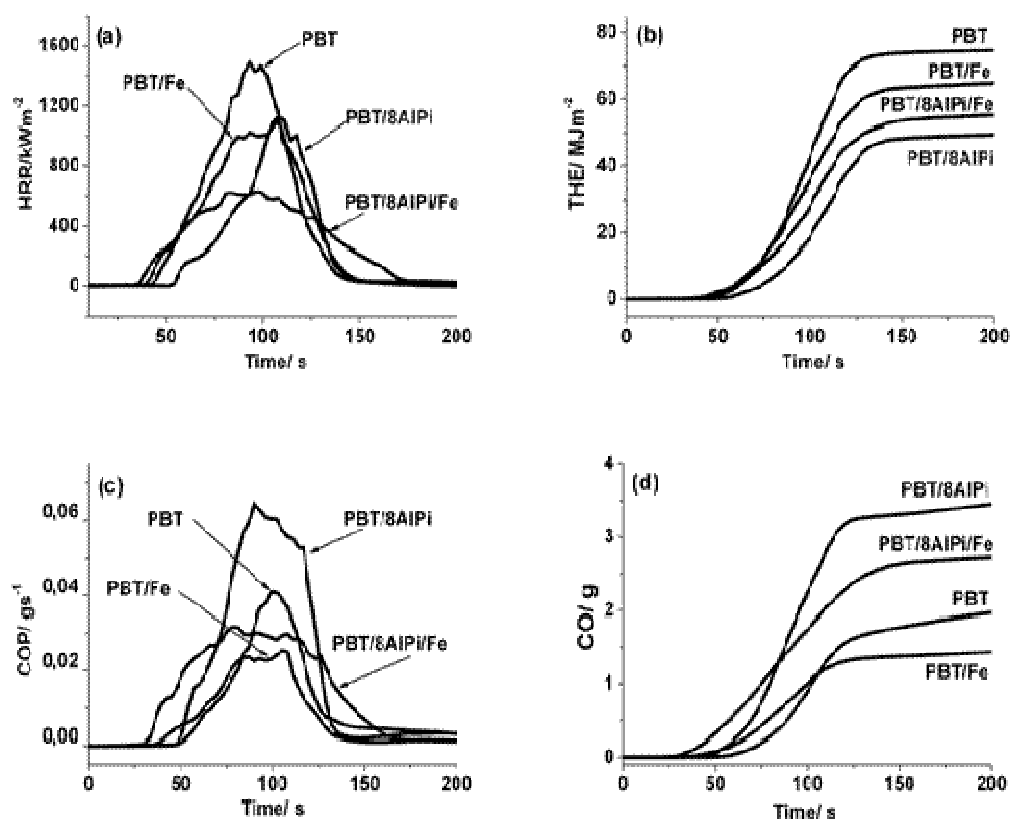 (a)
PBT
PBT/Fe
PBT/8AlPi
PBT/8AlPi/Fe
HRR/kWm⁻²
1600
1200
800
400
0
50
100
150
200
Time/ s
(b)
PBT
PBT/Fe
PBT/8AlPi/Fe
PBT/8AlPi
THE/ MJm⁻²
80
60
40
20
0
0
50
100
150
200
Time/ s
(c)
PBT
PBT/8AlPi
PBT/Fe
PBT/8AlPi/Fe
COP/ gs⁻¹
0,06
0,04
0,02
0,00
0
50
100
150
200
Time/ s
(d)
PBT/8AlPi
PBT/8AlPi/Fe
PBT
PBT/Fe
CO/ g
4
3
2
1
0
0
50
100
150
200
Time/ s